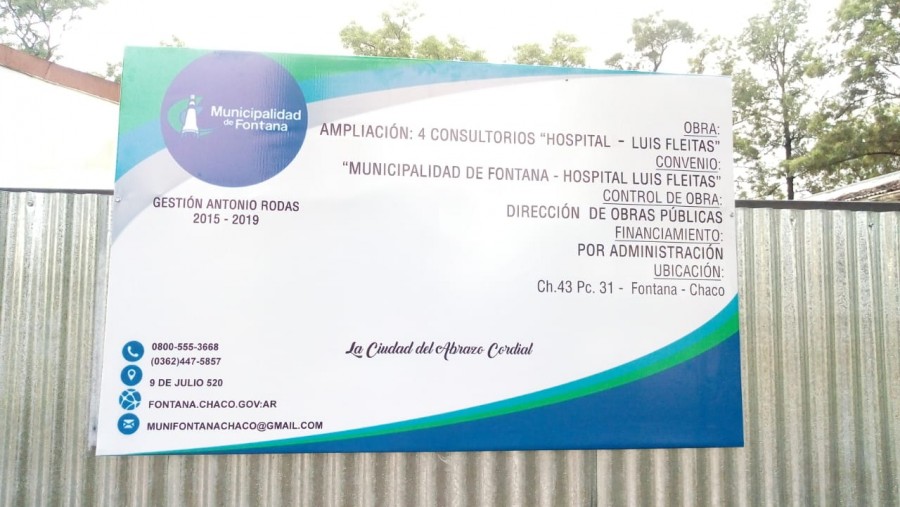 Municipalidad
de Fontana
GESTIÓN ANTONIO RODAS
2015 - 2019
OBRA:
AMPLIACIÓN: 4 CONSULTORIOS "HOSPITAL - LUIS FLEITAS"
CONVENIO:
"MUNICIPALIDAD DE FONTANA - HOSPITAL LUIS FLEITAS"
CONTROL DE OBRA:
DIRECCIÓN DE OBRAS PÚBLICAS
FINANCIAMIENTO:
POR ADMINISTRACIÓN
UBICACIÓN:
Ch.43 Pc. 31 - Fontana - Chaco
La Ciudad del Abrazo Cordial
0800-555-3668
(0362)447-5857
9 DE JULIO 520
FONTANA.CHACO.GOV:AR
MUNIFONTANACHACO@GMAIL.COM